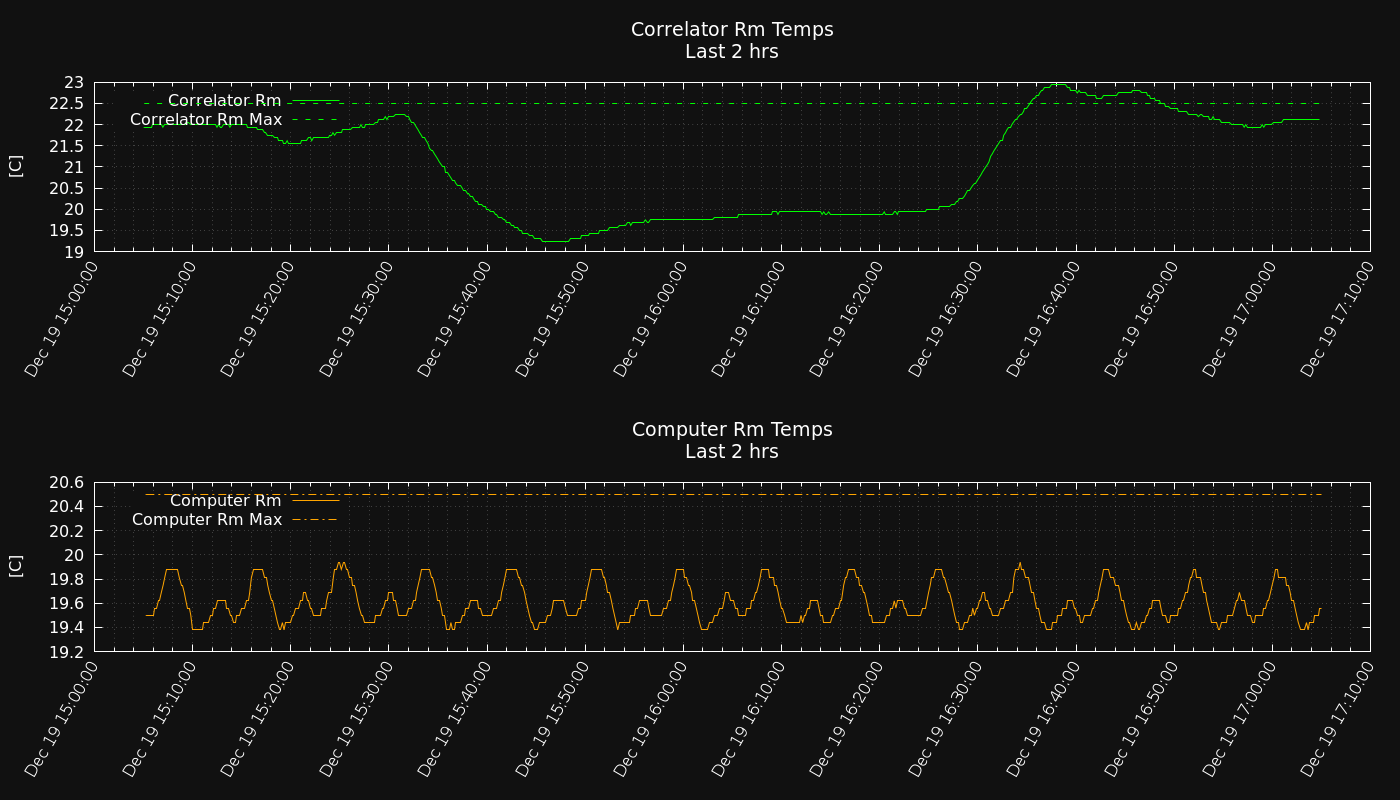 Correlator Rm Temps
Last 2 hrs
[C]
23
22.5
22
21.5
21
20.5
20
19.5
19
Correlator Rm
Correlator Rm Max
Dec 19 15:00:00
Dec 19 15:10:00
Dec 19 15:20:00
Dec 19 15:30:00
Dec 19 15:40:00
Dec 19 15:50:00
Dec 19 16:00:00
Dec 19 16:10:00
Dec 19 16:20:00
Dec 19 16:30:00
Dec 19 16:40:00
Dec 19 16:50:00
Dec 19 17:00:00
Dec 19 17:10:00
Computer Rm Temps
Last 2 hrs
[C]
20.6
20.4
20.2
20
19.8
19.6
19.4
19.2
Computer Rm
Computer Rm Max
Dec 19 15:00:00
Dec 19 15:10:00
Dec 19 15:20:00
Dec 19 15:30:00
Dec 19 15:40:00
Dec 19 15:50:00
Dec 19 16:00:00
Dec 19 16:10:00
Dec 19 16:20:00
Dec 19 16:30:00
Dec 19 16:40:00
Dec 19 16:50:00
Dec 19 17:00:00
Dec 19 17:10:00